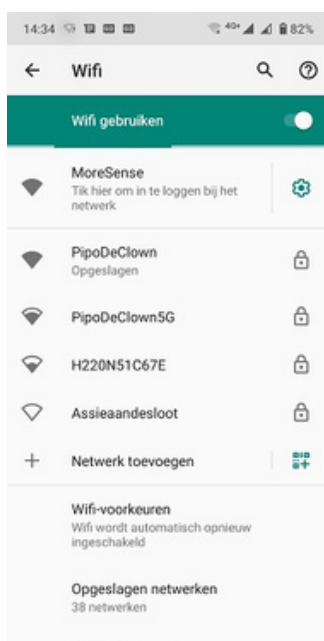 14:34
4G+ 82%
Wifi
Wifi gebruiken
MoreSense
Tik hier om in te loggen bij het
netwerk
PipoDeClown
Opgeslagen
PipoDeClown5G
H220N51C67E
Assieaandesloot
Netwerk toevoegen
Wifi-voorkeuren
Wifi wordt automatisch opnieuw
ingeschakeld
Opgeslagen netwerken
38 netwerken